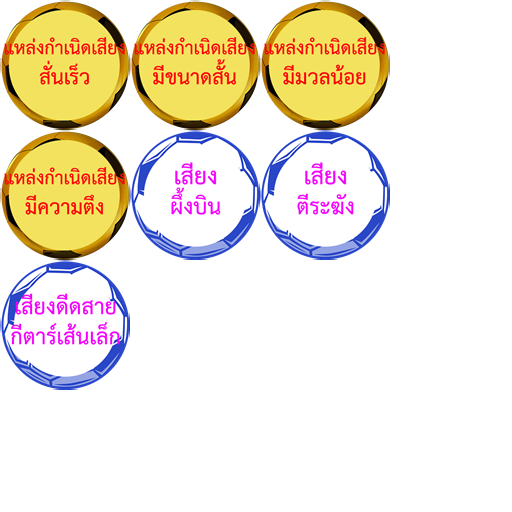 แหล่งกำเนิดเสียง
สั่นเร็ว
แหล่งกำเนิดเสียง
มีขนาดสั้น
แหล่งกำเนิดเสียง
มีมวลน้อย
แหล่งกำเนิดเสียง
มีความตึง
เสียง
ผึ้งบิน
เสียง
ตีระฆัง
เสียงดีดสาย
กีตาร์เส้นเล็ก